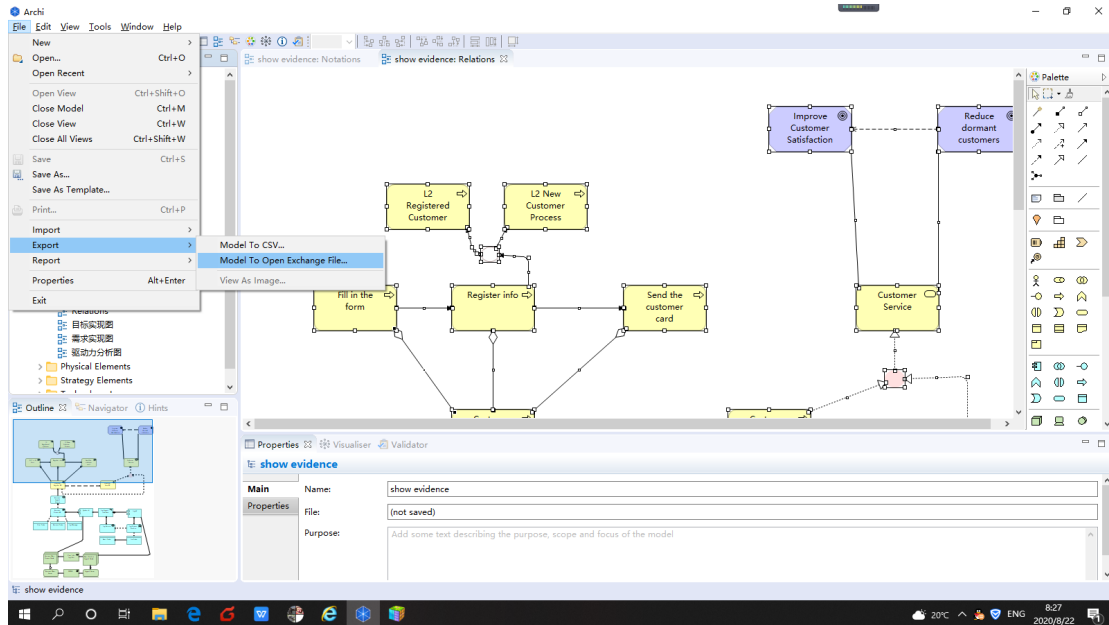 Archi
File Edit View Tools Window Help
New
Open... Ctrl+O
Open Recent
Open View Ctrl+Shift+O
Close Model Ctrl+M
Close View Ctrl+W
Close All Views Ctrl+Shift+W
Save Ctrl+S
Save As...
Save As Template...
Print... Ctrl+P
Import
Export
Report
Properties Alt+Enter
Exit
Model To CSV...
Model To Open Exchange File...
View As Image...
Relations
目标实现图
需求实现图
驱动力分析图
Physical Elements
Strategy Elements
show evidence: Notations
show evidence: Relations
Improve
Customer
Satisfaction
Reduce
dormant
customers
L2
Registered
Customer
L2 New
Customer
Process
Fill in the
form
Register info
Send the
customer
card
Customer
Service
Palette
Outline Navigator Hints
Properties Visualiser Validator
show evidence
Main
Properties
Name: show evidence
File: (not saved)
Purpose: Add some text describing the purpose, scope and focus of the model
show evidence
20℃ ENG
8:27
2020/8/22